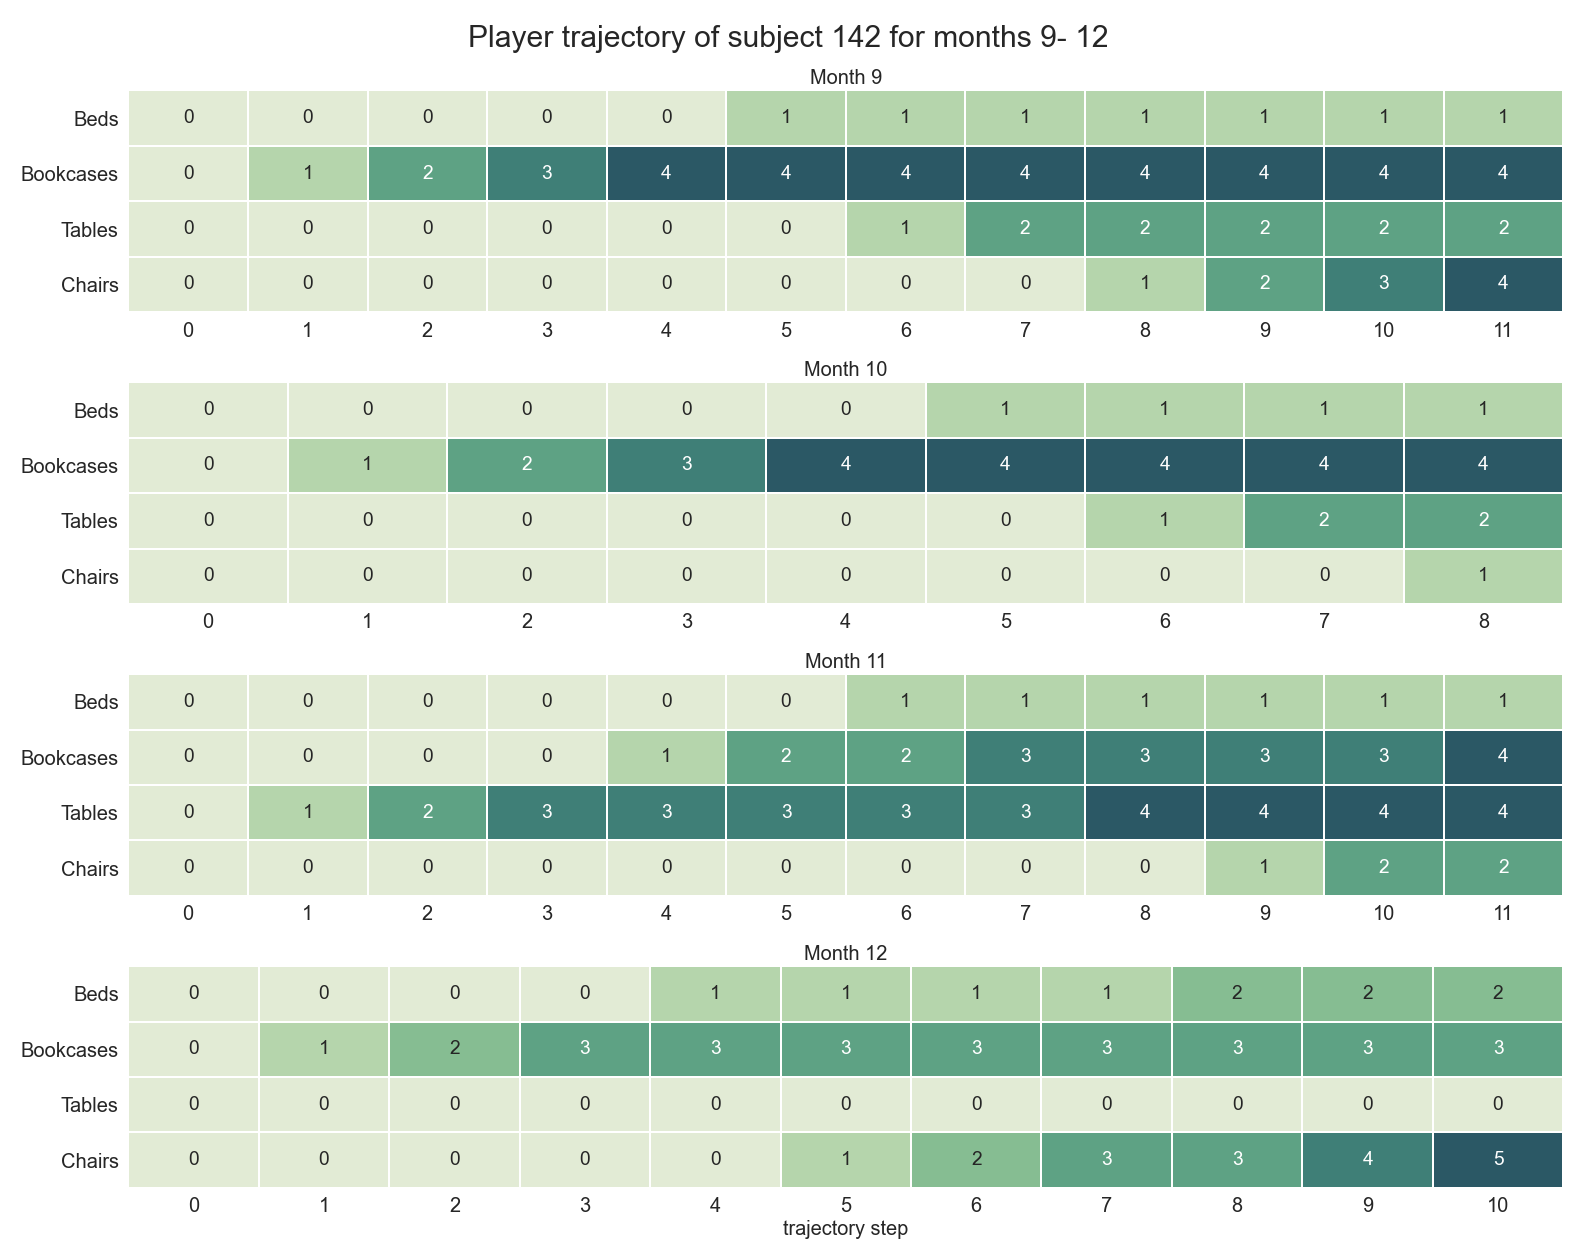 Player trajectory of subject 142 for months 9- 12
Month 9
Beds 0 0 0 0 0 1 1 1 1 1 1 1
Bookcases 0 1 2 3 4 4 4 4 4 4 4 4
Tables 0 0 0 0 0 0 1 2 2 2 2 2
Chairs 0 0 0 0 0 0 0 0 1 2 3 4
0 1 2 3 4 5 6 7 8 9 10 11
Month 10
Beds 0 0 0 0 0 1 1 1 1
Bookcases 0 1 2 3 4 4 4 4 4
Tables 0 0 0 0 0 0 1 2 2
Chairs 0 0 0 0 0 0 0 0 1
0 1 2 3 4 5 6 7 8
Month 11
Beds 0 0 0 0 0 0 1 1 1 1 1 1
Bookcases 0 0 0 0 1 2 2 3 3 3 3 4
Tables 0 1 2 3 3 3 3 3 4 4 4 4
Chairs 0 0 0 0 0 0 0 0 0 1 2 2
0 1 2 3 4 5 6 7 8 9 10 11
Month 12
Beds 0 0 0 0 1 1 1 1 2 2 2
Bookcases 0 1 2 3 3 3 3 3 3 3 3
Tables 0 0 0 0 0 0 0 0 0 0 0
Chairs 0 0 0 0 0 1 2 3 3 4 5
0 1 2 3 4 5 6 7 8 9 10
trajectory step